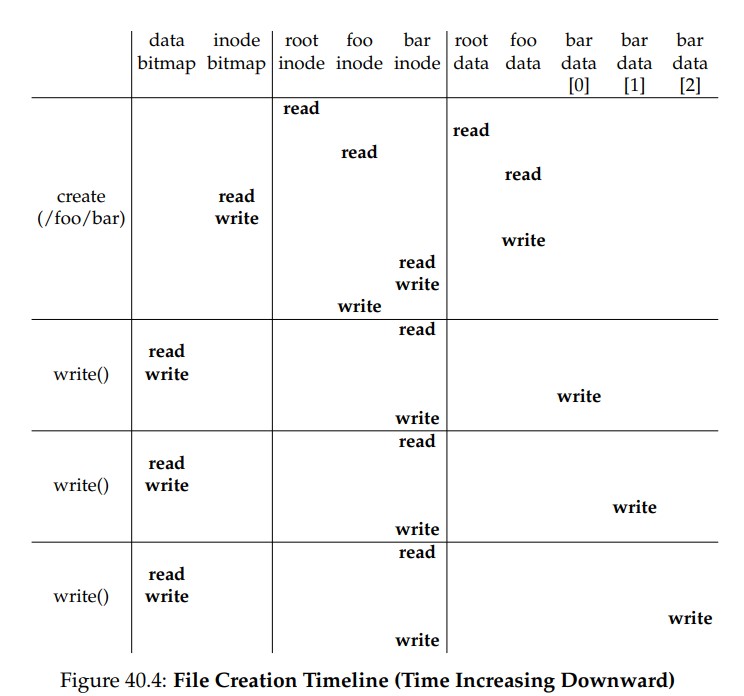 data inode root foo bar root foo bar bar bar
bitmap bitmap inode inode inode data data data data data
[0] [1] [2]
read
read
read
read
create read
(/foo/bar) write
write
read
write
write
read
read
write() write
write
write
read
read
write() write
write
write
read
read
write() write
write
write
Figure 40.4: File Creation Timeline (Time Increasing Downward)